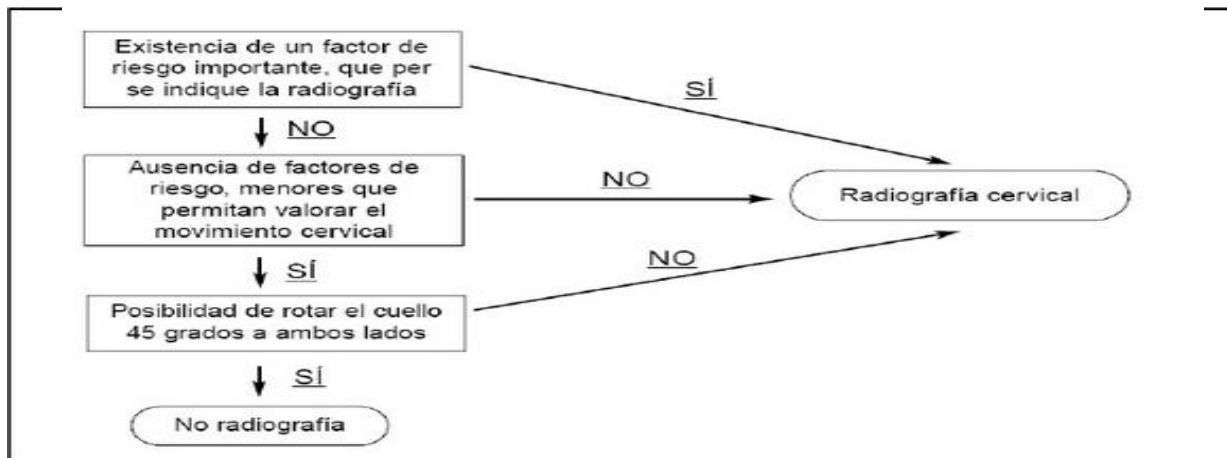 Existencia de un factor de
riesgo importante, que per
se indique la radiografía
SÍ
NO
Ausencia de factores de
riesgo, menores que
permitan valorar el
movimiento cervical
NO
Radiografía cervical
SÍ
NO
Posibilidad de rotar el cuello
45 grados a ambos lados
SÍ
No radiografía